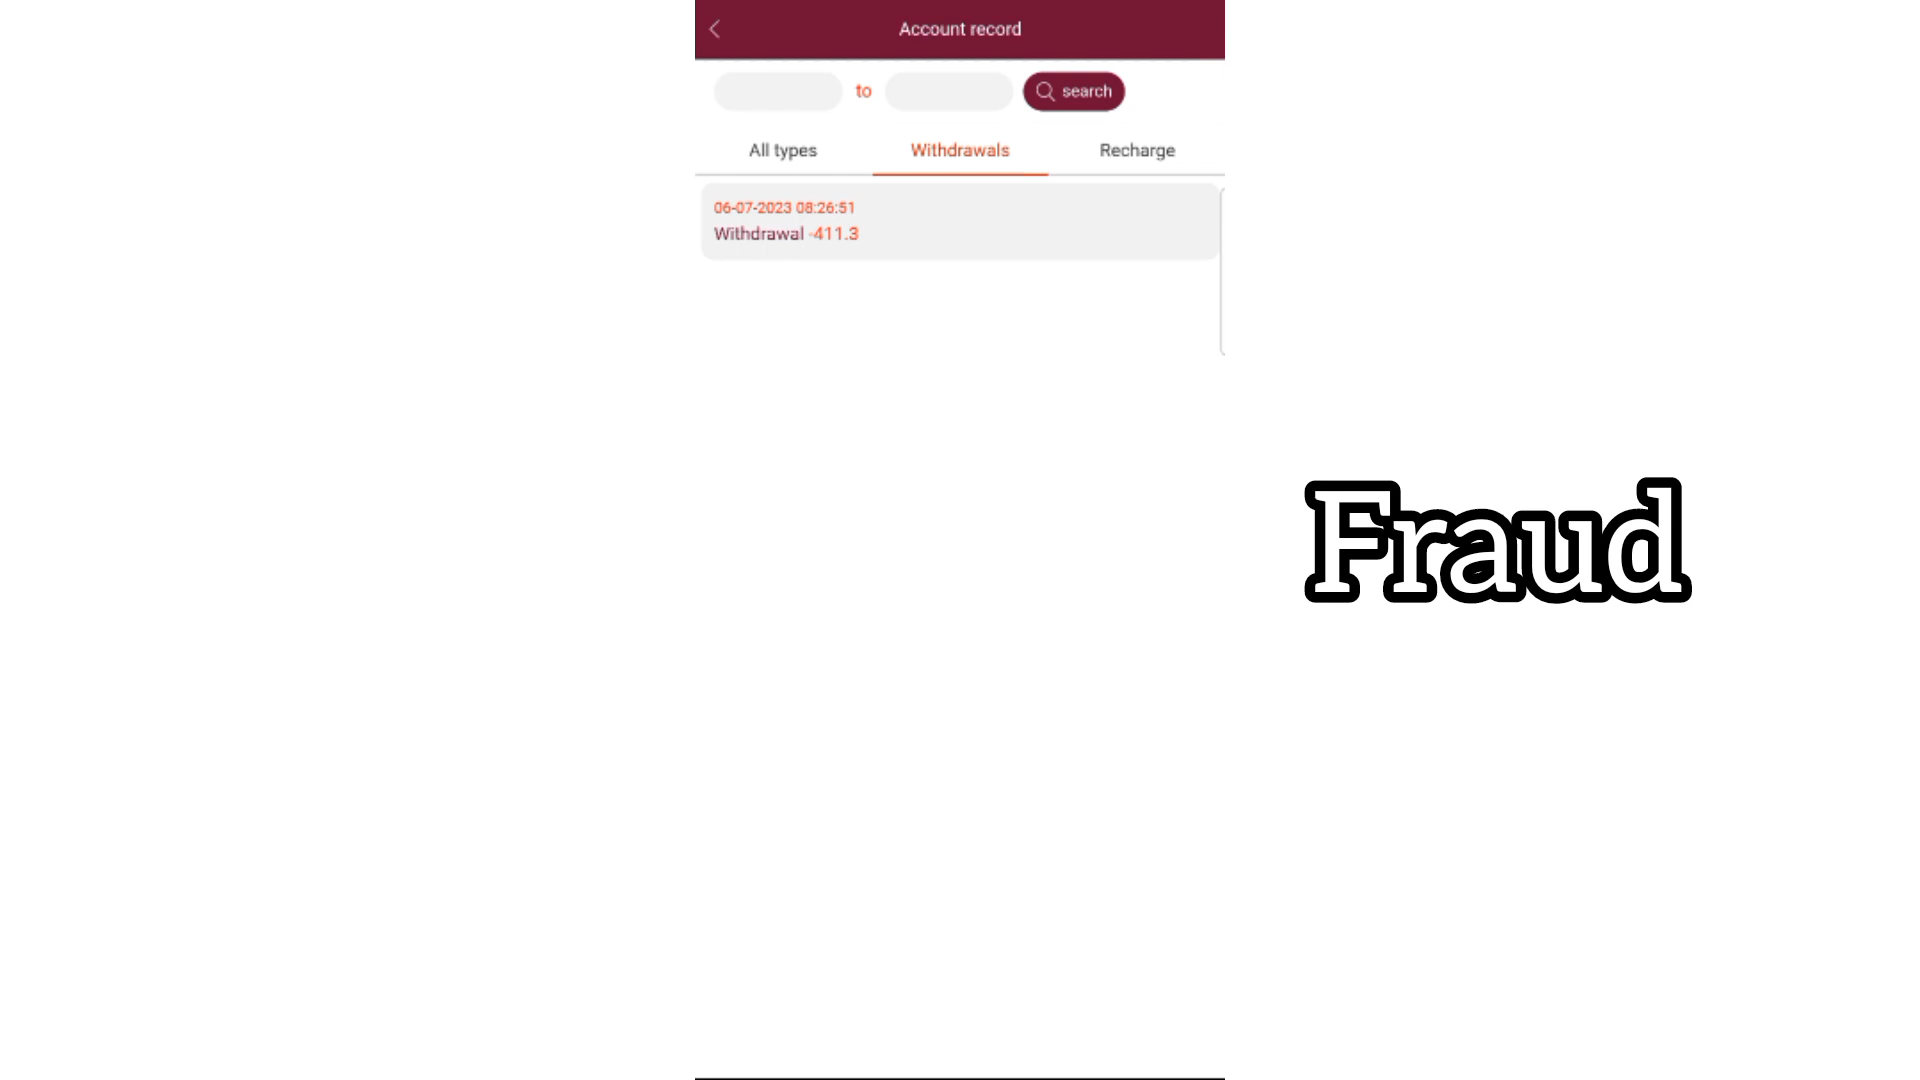 Account record
to
search
All types
Withdrawals
Recharge
06-07-2023 08:26:51
Withdrawal -411.3
Fraud